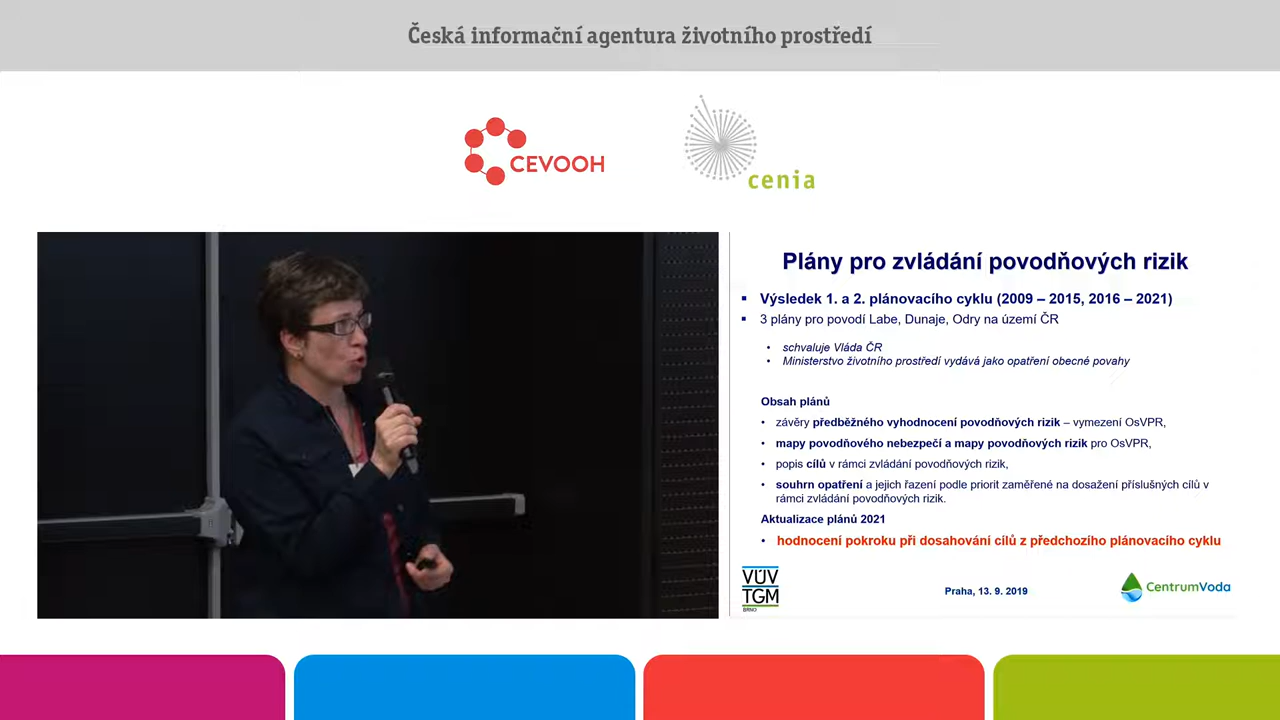 Česká informační agentura životního prostředí
CEVOOH
cenia
Plány pro zvládání povodňových rizik
▪ Výsledek 1. a 2. plánovacího cyklu (2009 – 2015, 2016 – 2021)
▪ 3 plány pro povodí Labe, Dunaje, Odry na území ČR
• schvaluje Vláda ČR
• Ministerstvo životního prostředí vydává jako opatření obecné povahy
Obsah plánů
• závěry předběžného vyhodnocení povodňových rizik – vymezení OsVPR,
• mapy povodňového nebezpečí a mapy povodňových rizik pro OsVPR,
• popis cílů v rámci zvládání povodňových rizik,
• souhrn opatření a jejich řazení podle priorit zaměřené na dosažení příslušných cílů v
rámci zvládání povodňových rizik.
Aktualizace plánů 2021
• hodnocení pokroku při dosahování cílů z předchozího plánovacího cyklu
VÚV
TGM
BRNO
Praha, 13. 9. 2019
CentrumVoda